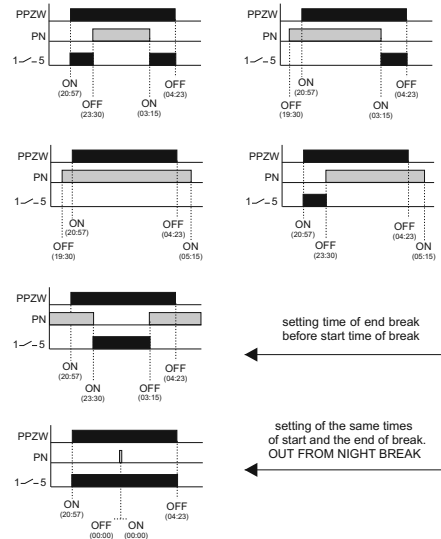 PPZW
PN
1 5
ON
(20:57)
OFF
(23:30)
ON
(03:15)
OFF
(04:23)
PPZW
PN
1 5
OFF
(19:30)
ON
(20:57)
ON
(03:15)
OFF
(04:23)
PPZW
PN
1 5
OFF
(19:30)
ON
(20:57)
OFF
(04:23)
ON
(05:15)
PPZW
PN
1 5
ON
(20:57)
OFF
(23:30)
OFF
(04:23)
ON
(05:15)
PPZW
PN
1 5
ON
(20:57)
ON
(23:30)
OFF
(03:15)
OFF
(04:23)
setting time of end break
before start time of break
PPZW
PN
1 5
ON
(20:57)
OFF
(00:00)
ON
(00:00)
OFF
(04:23)
setting of the same times
of start and the end of break.
OUT FROM NIGHT BREAK